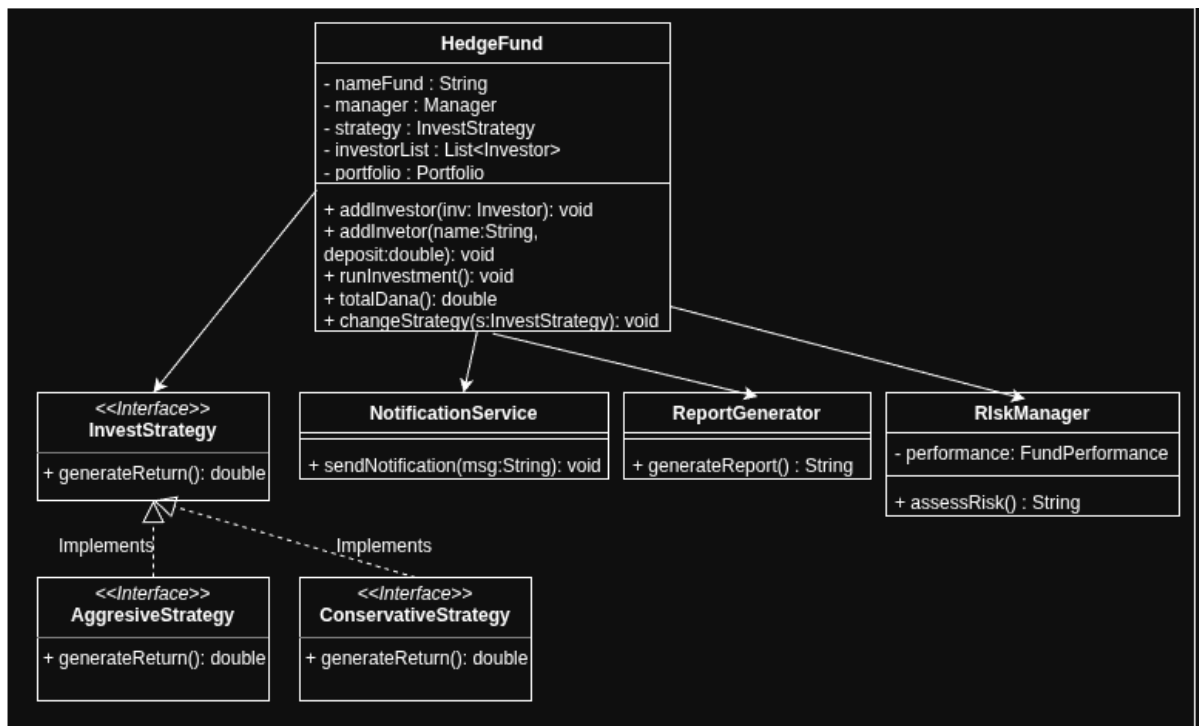 HedgeFund
- nameFund : String
- manager : Manager
- strategy : InvestStrategy
- investorList : List<Investor>
- portfolio : Portfolio
+ addInvestor(inv: Investor): void
+ addInvetor(name:String,
deposit:double): void
+ runInvestment(): void
+ totalDana(): double
+ changeStrategy(s:InvestStrategy): void
<<Interface>>
InvestStrategy
+ generateReturn(): double
NotificationService
+ sendNotification(msg:String): void
ReportGenerator
+ generateReport() : String
RIskManager
- performance: FundPerformance
+ assessRisk() : String
Implements
Implements
<<Interface>>
AggresiveStrategy
+ generateReturn(): double
<<Interface>>
ConservativeStrategy
+ generateReturn(): double